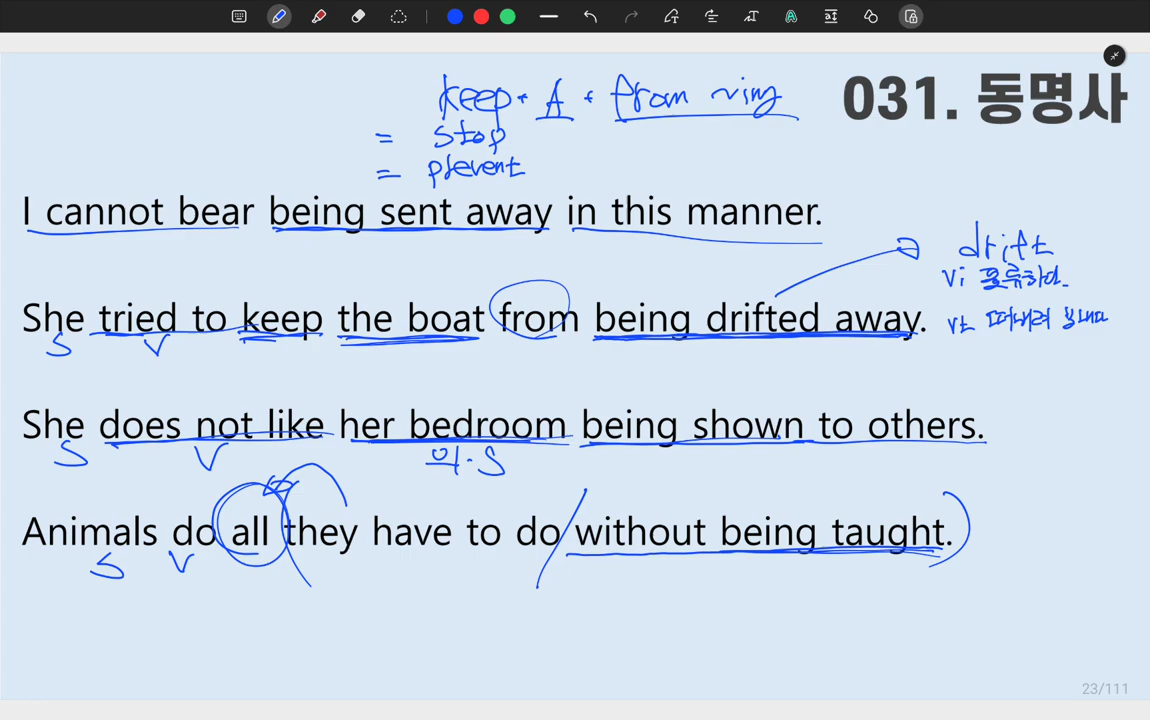 keep + A + from ~ing
031. 동명사
= stop
= prevent
I cannot bear being sent away in this manner.
drift
vi 표류하다.
She tried to keep the boat from being drifted away.
vt 떠내려 보내다
S V
She does not like her bedroom being shown to others.
S V 의.S
Animals do all they have to do without being taught.
S V
23/111